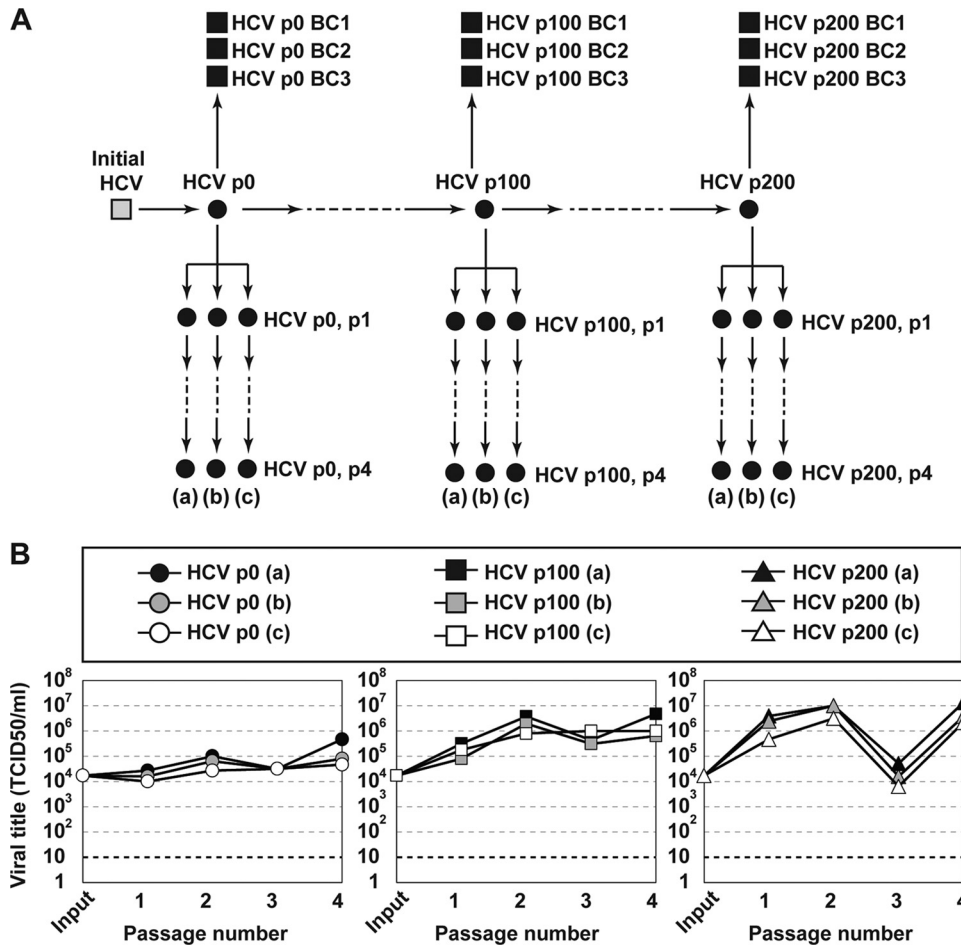 A
HCV p0 BC1
HCV p0 BC2
HCV p0 BC3
HCV p100 BC1
HCV p100 BC2
HCV p100 BC3
HCV p200 BC1
HCV p200 BC2
HCV p200 BC3
Initial
HCV
HCV p0
HCV p100
HCV p200
HCV p0, p1
HCV p100, p1
HCV p200, p1
HCV p0, p4
HCV p100, p4
HCV p200, p4
(a) (b) (c)
(a) (b) (c)
(a) (b) (c)
B
HCV p0 (a)
HCV p0 (b)
HCV p0 (c)
HCV p100 (a)
HCV p100 (b)
HCV p100 (c)
HCV p200 (a)
HCV p200 (b)
HCV p200 (c)
Viral title (TCID50/ml)
10⁸
10⁷
10⁶
10⁵
10⁴
10³
10²
10
1
Input 1 2 3 4
Passage number
10⁸
10⁷
10⁶
10⁵
10⁴
10³
10²
10
1
Input 1 2 3 4
Passage number
10⁸
10⁷
10⁶
10⁵
10⁴
10³
10²
10
1
Input 1 2 3 4
Passage number